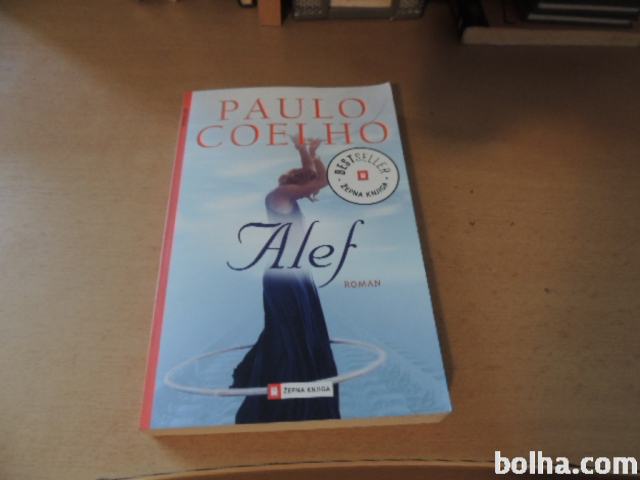 PAULO
COELHO
BESTSELLER
ŽEPNA KNJIGA
Alef
ROMAN
ŽEPNA KNJIGA
bolha.com